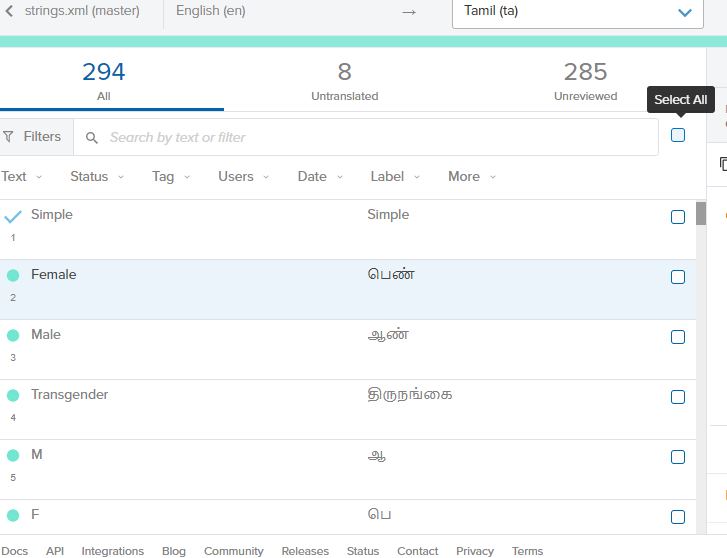 strings.xml (master) English (en) → Tamil (ta)
294 8 285
All Untranslated Unreviewed
Select All
Filters Search by text or filter
Text Status Tag Users Date Label More
Simple Simple
1
Female பெண்
2
Male ஆண்
3
Transgender திருநங்கை
4
M ஆ
5
F பெ
Docs API Integrations Blog Community Releases Status Contact Privacy Terms